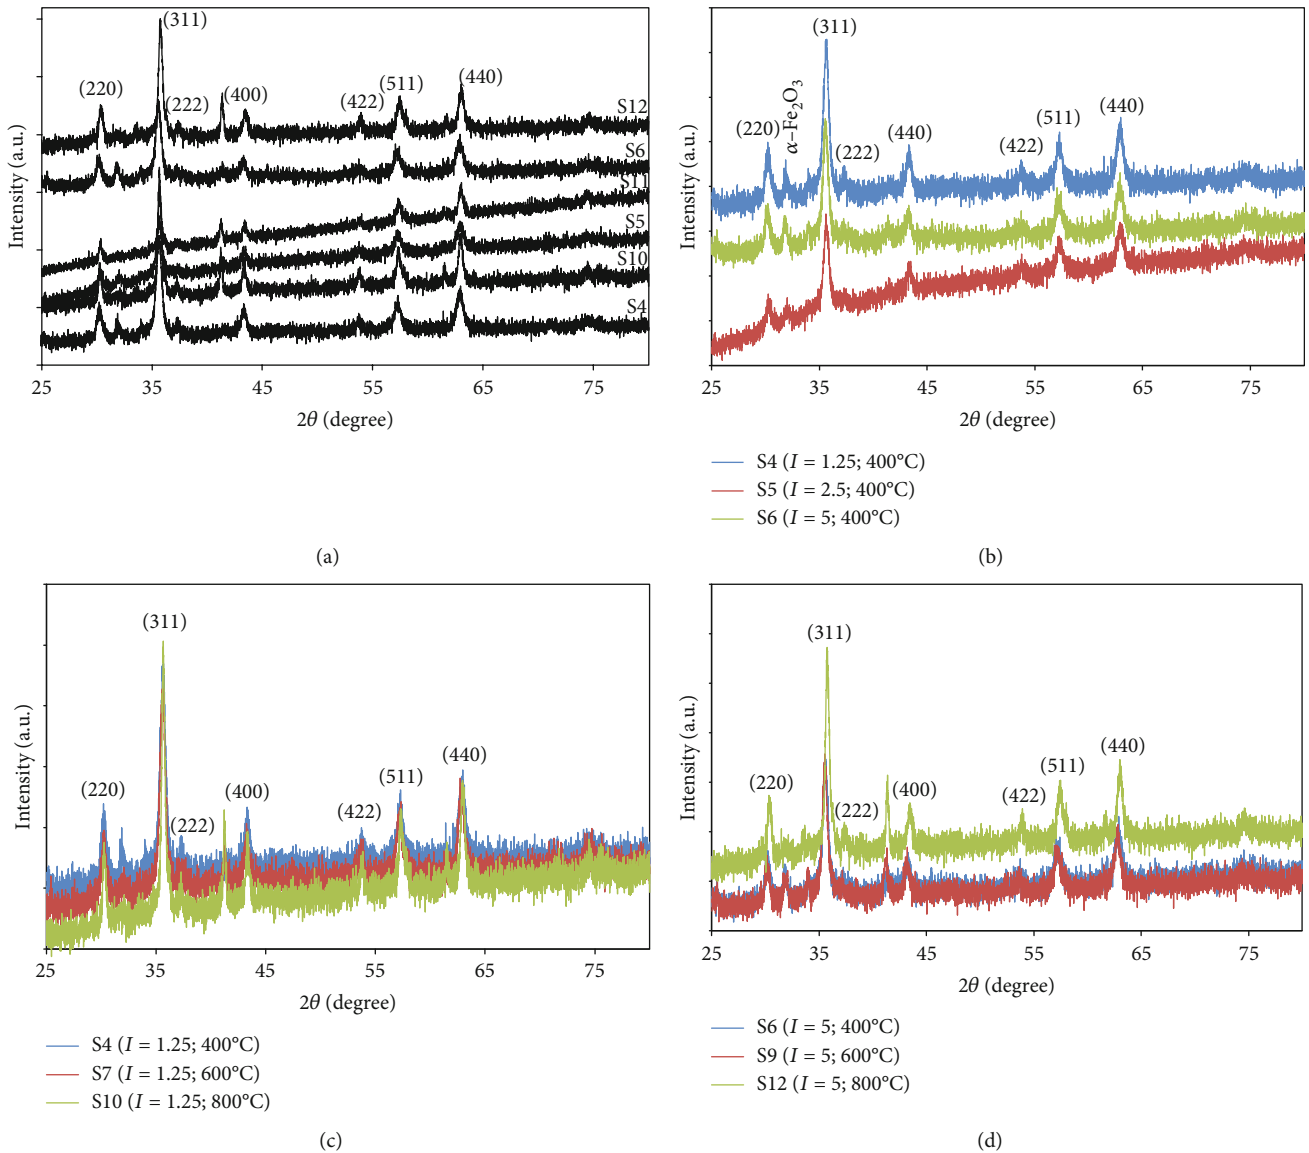 (311)
(220)
(222)
(400)
(422)
(511)
(440)
S12
S6
S11
S5
S10
S4
Intensity (a.u.)
25 35 45 55 65 75
2θ (degree)
(a)
(311)
(220)
α−Fe2O3
(222)
(440)
(422)
(511)
(440)
Intensity (a.u.)
25 35 45 55 65 75
2θ (degree)
S4 (I = 1.25; 400°C)
S5 (I = 2.5; 400°C)
S6 (I = 5; 400°C)
(b)
(311)
(220)
(222)
(400)
(422)
(511)
(440)
Intensity (a.u.)
25 35 45 55 65 75
2θ (degree)
S4 (I = 1.25; 400°C)
S7 (I = 1.25; 600°C)
S10 (I = 1.25; 800°C)
(c)
(311)
(220)
(222)
(400)
(422)
(511)
(440)
Intensity (a.u.)
25 35 45 55 65 75
2θ (degree)
S6 (I = 5; 400°C)
S9 (I = 5; 600°C)
S12 (I = 5; 800°C)
(d)